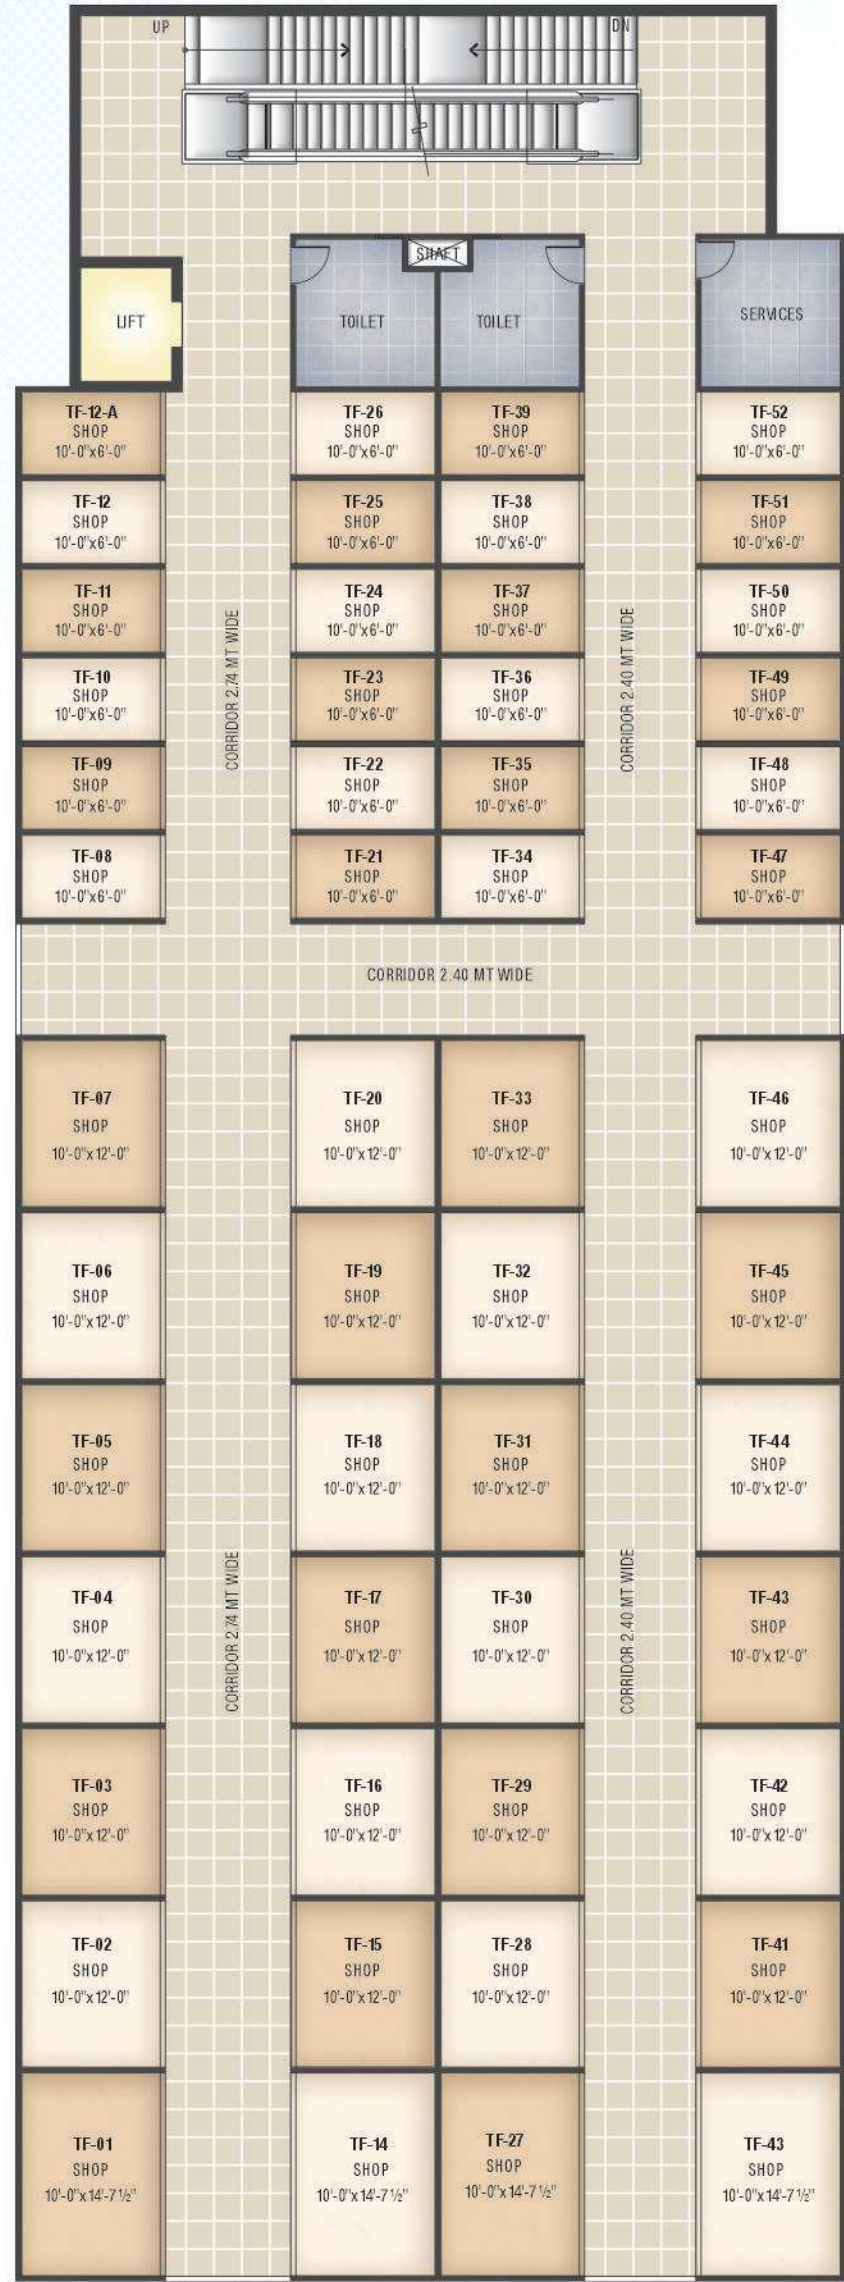 UP
DN
SHAFT
LIFT
TOILET
TOILET
SERVICES
TF-12-A
SHOP
10'-0"x6'-0"
TF-26
SHOP
10'-0"x6'-0"
TF-39
SHOP
10'-0"x6'-0"
TF-52
SHOP
10'-0"x6'-0"
TF-12
SHOP
10'-0"x6'-0"
TF-25
SHOP
10'-0"x6'-0"
TF-38
SHOP
10'-0"x6'-0"
TF-51
SHOP
10'-0"x6'-0"
TF-11
SHOP
10'-0"x6'-0"
TF-24
SHOP
10'-0"x6'-0"
TF-37
SHOP
10'-0"x6'-0"
TF-50
SHOP
10'-0"x6'-0"
TF-10
SHOP
10'-0"x6'-0"
TF-23
SHOP
10'-0"x6'-0"
TF-36
SHOP
10'-0"x6'-0"
TF-49
SHOP
10'-0"x6'-0"
CORRIDOR 2.74 MT WIDE
CORRIDOR 2.40 MT WIDE
TF-09
SHOP
10'-0"x6'-0"
TF-22
SHOP
10'-0"x6'-0"
TF-35
SHOP
10'-0"x6'-0"
TF-48
SHOP
10'-0"x6'-0"
TF-08
SHOP
10'-0"x6'-0"
TF-21
SHOP
10'-0"x6'-0"
TF-34
SHOP
10'-0"x6'-0"
TF-47
SHOP
10'-0"x6'-0"
CORRIDOR 2.40 MT WIDE
TF-07
SHOP
10'-0"x12'-0"
TF-20
SHOP
10'-0"x12'-0"
TF-33
SHOP
10'-0"x12'-0"
TF-46
SHOP
10'-0"x12'-0"
TF-06
SHOP
10'-0"x12'-0"
TF-19
SHOP
10'-0"x12'-0"
TF-32
SHOP
10'-0"x12'-0"
TF-45
SHOP
10'-0"x12'-0"
TF-05
SHOP
10'-0"x12'-0"
TF-18
SHOP
10'-0"x12'-0"
TF-31
SHOP
10'-0"x12'-0"
TF-44
SHOP
10'-0"x12'-0"
TF-04
SHOP
10'-0"x12'-0"
CORRIDOR 2.74 MT WIDE
TF-17
SHOP
10'-0"x12'-0"
TF-30
SHOP
10'-0"x12'-0"
CORRIDOR 2.40 MT WIDE
TF-43
SHOP
10'-0"x12'-0"
TF-03
SHOP
10'-0"x12'-0"
TF-16
SHOP
10'-0"x12'-0"
TF-29
SHOP
10'-0"x12'-0"
TF-42
SHOP
10'-0"x12'-0"
TF-02
SHOP
10'-0"x12'-0"
TF-15
SHOP
10'-0"x12'-0"
TF-28
SHOP
10'-0"x12'-0"
TF-41
SHOP
10'-0"x12'-0"
TF-01
SHOP
10'-0"x14'-7 ½"
TF-14
SHOP
10'-0"x14'-7 ½"
TF-27
SHOP
10'-0"x14'-7 ½"
TF-43
SHOP
10'-0"x14'-7 ½"